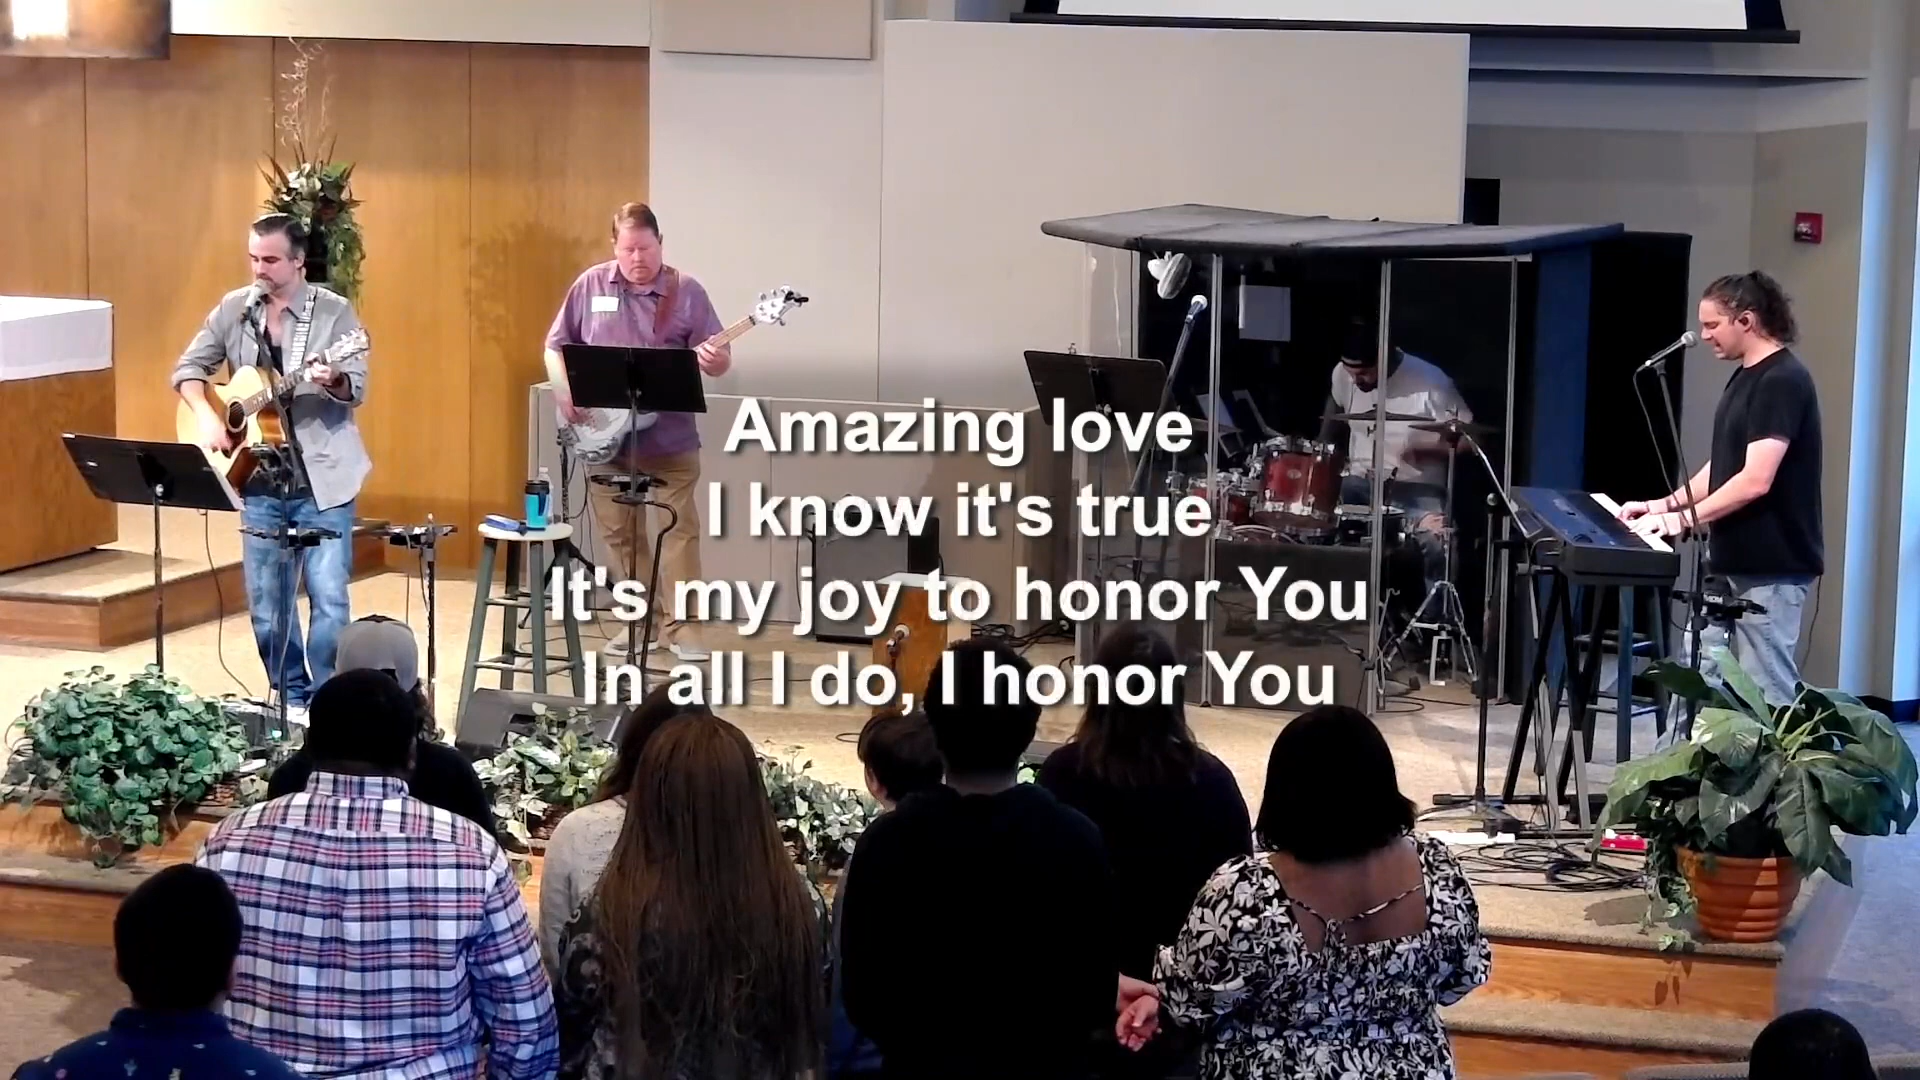 Amazing love
I know it's true
It's my joy to honor You
In all I do, I honor You